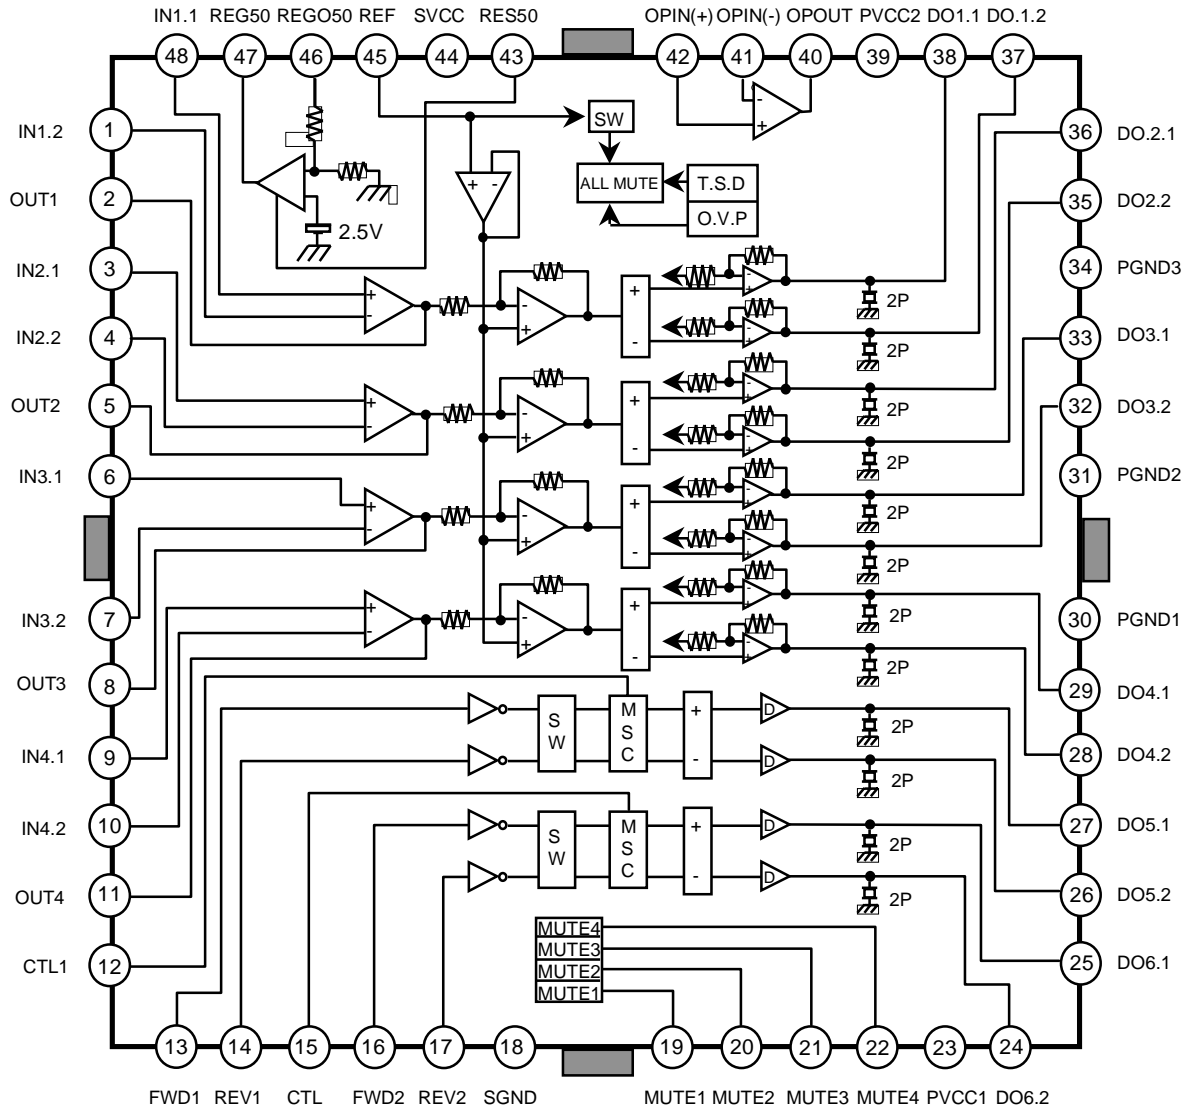 IN1.1 REG50 REGO50 REF SVCC RES50 OPIN(+) OPIN(-) OPOUT PVCC2 DO1.1 DO.1.2
48 47 46 45 44 43 42 41 40 39 38 37
IN1.2 1
OUT1 2
IN2.1 3
IN2.2 4
OUT2 5
IN3.1 6
IN3.2 7
OUT3 8
IN4.1 9
IN4.2 10
OUT4 11
CTL1 12
SW
ALL MUTE
T.S.D
O.V.P
- +
+ -
2.5V
+ - - + + - - + - + 2P
2P
+ - - + + - - + - + 2P
2P
+ - - + + - - + - + 2P
2P
+ - - + + - - + - + 2P
2P
S W M S C + - D D 2P
2P
S W M S C + - D D 2P
2P
MUTE4
MUTE3
MUTE2
MUTE1
36 DO.2.1
35 DO2.2
34 PGND3
33 DO3.1
32 DO3.2
31 PGND2
30 PGND1
29 DO4.1
28 DO4.2
27 DO5.1
26 DO5.2
25 DO6.1
13 14 15 16 17 18 19 20 21 22 23 24
FWD1 REV1 CTL FWD2 REV2 SGND MUTE1 MUTE2 MUTE3 MUTE4 PVCC1 DO6.2